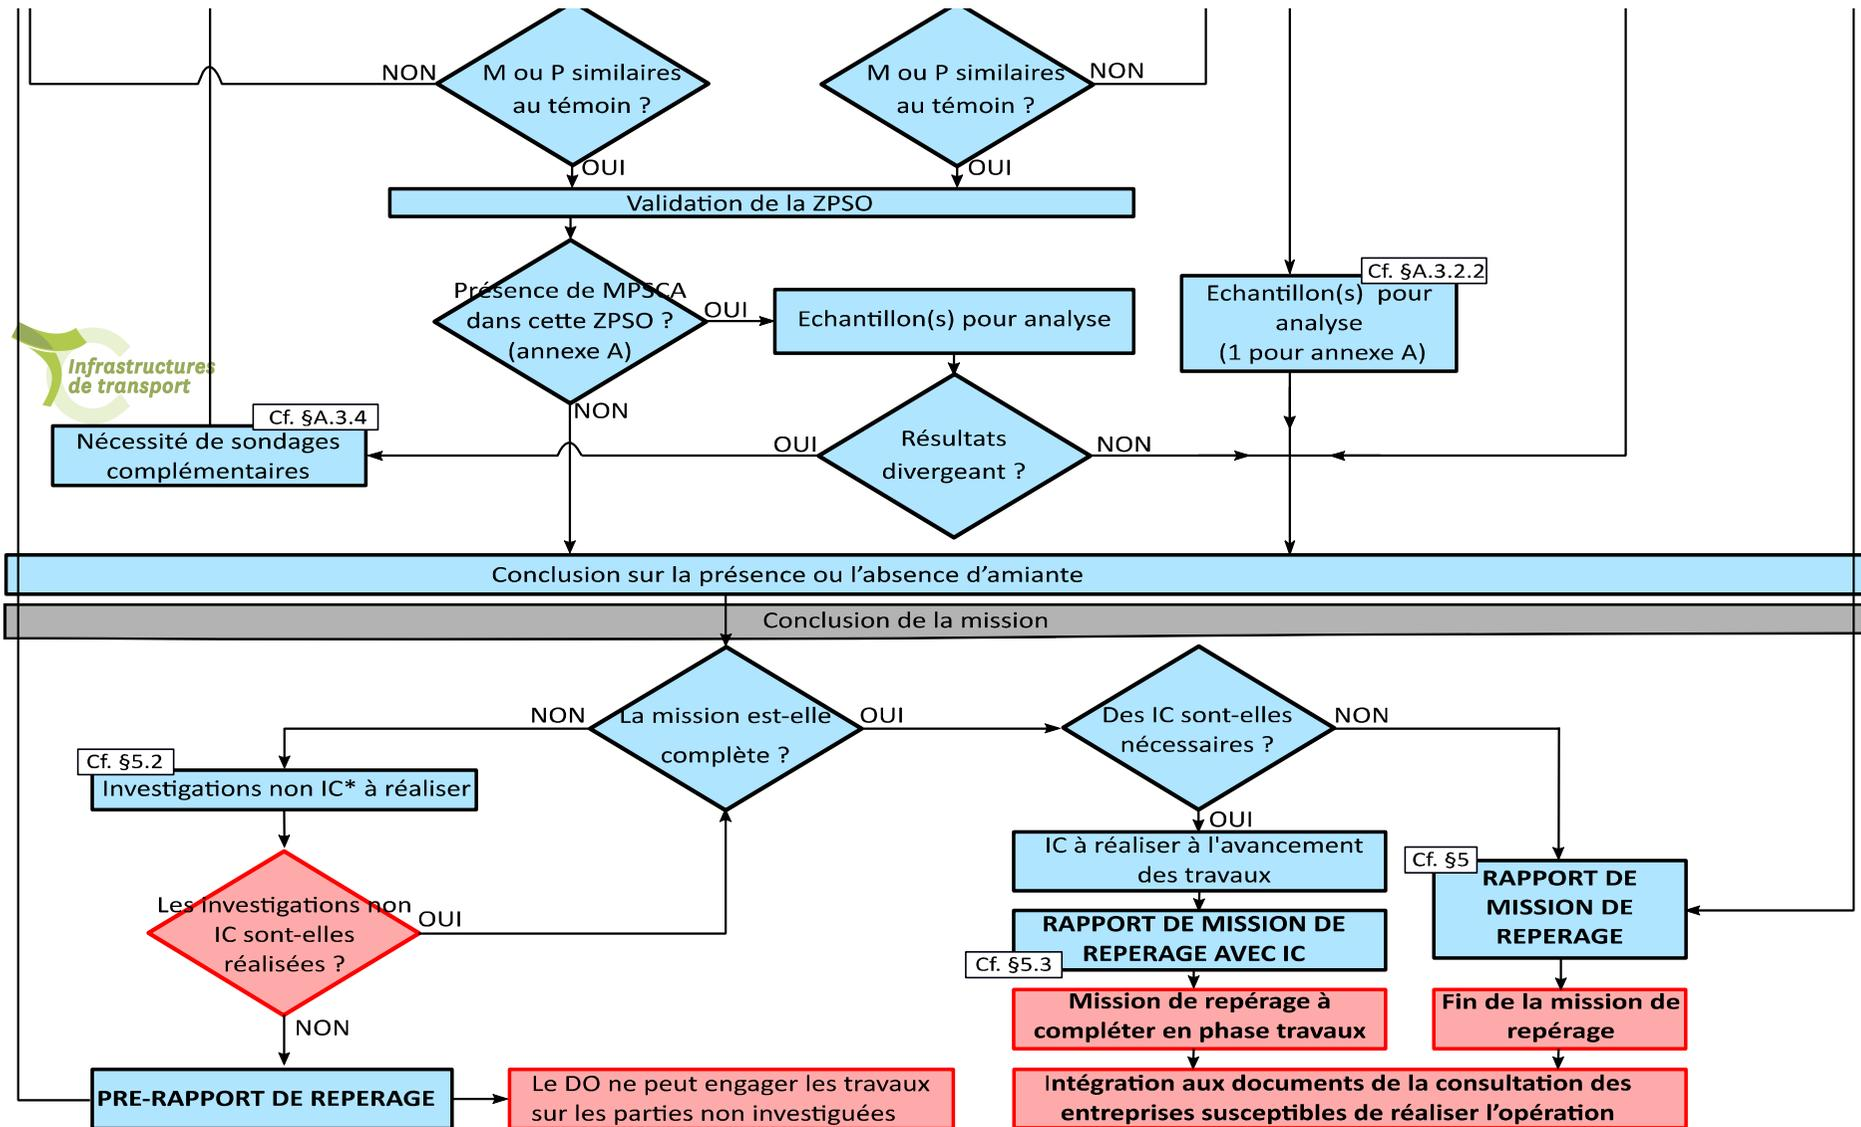 NON
M ou P similaires
au témoin ?
M ou P similaires
au témoin ?
NON
OUI
OUI
Validation de la ZPSO
Présence de MPSCA
dans cette ZPSO ?
(annexe A)
OUI
Echantillon(s) pour analyse
Cf. §A.3.2.2
Echantillon(s) pour
analyse
(1 pour annexe A)
Infrastructures
de transport
NON
Cf. §A.3.4
Nécessité de sondages
complémentaires
OUI
Résultats
divergeant ?
NON
Conclusion sur la présence ou l’absence d’amiante
Conclusion de la mission
NON
La mission est-elle
complète ?
OUI
Des IC sont-elles
nécessaires ?
NON
Cf. §5.2
Investigations non IC* à réaliser
OUI
IC à réaliser à l'avancement
des travaux
Cf. §5
RAPPORT DE
MISSION DE
REPERAGE
Les investigations non
IC sont-elles
réalisées ?
OUI
RAPPORT DE MISSION DE
REPERAGE AVEC IC
Cf. §5.3
Mission de repérage à
compléter en phase travaux
Fin de la mission de
repérage
NON
PRE-RAPPORT DE REPERAGE
Le DO ne peut engager les travaux
sur les parties non investiguées
Intégration aux documents de la consultation des
entreprises susceptibles de réaliser l’opération